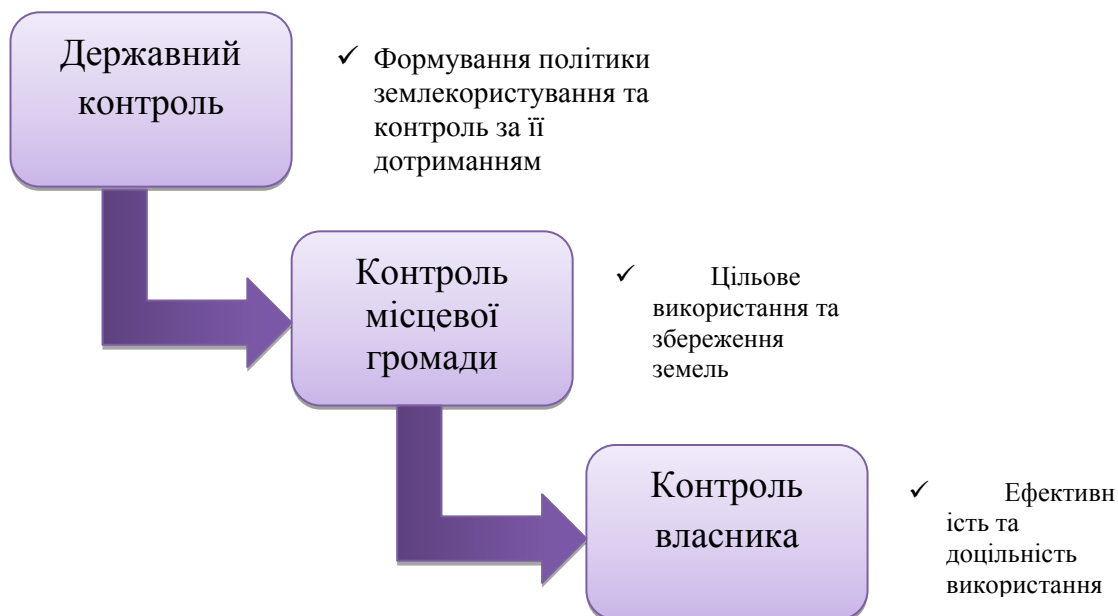 Державний
контроль
✓ Формування політики
землекористування та
контроль за її
дотриманням
Контроль
місцевої
громади
✓ Цільове
використання та
збереження
земель
Контроль
власника
✓ Ефективн
ість та
доцільність
використання